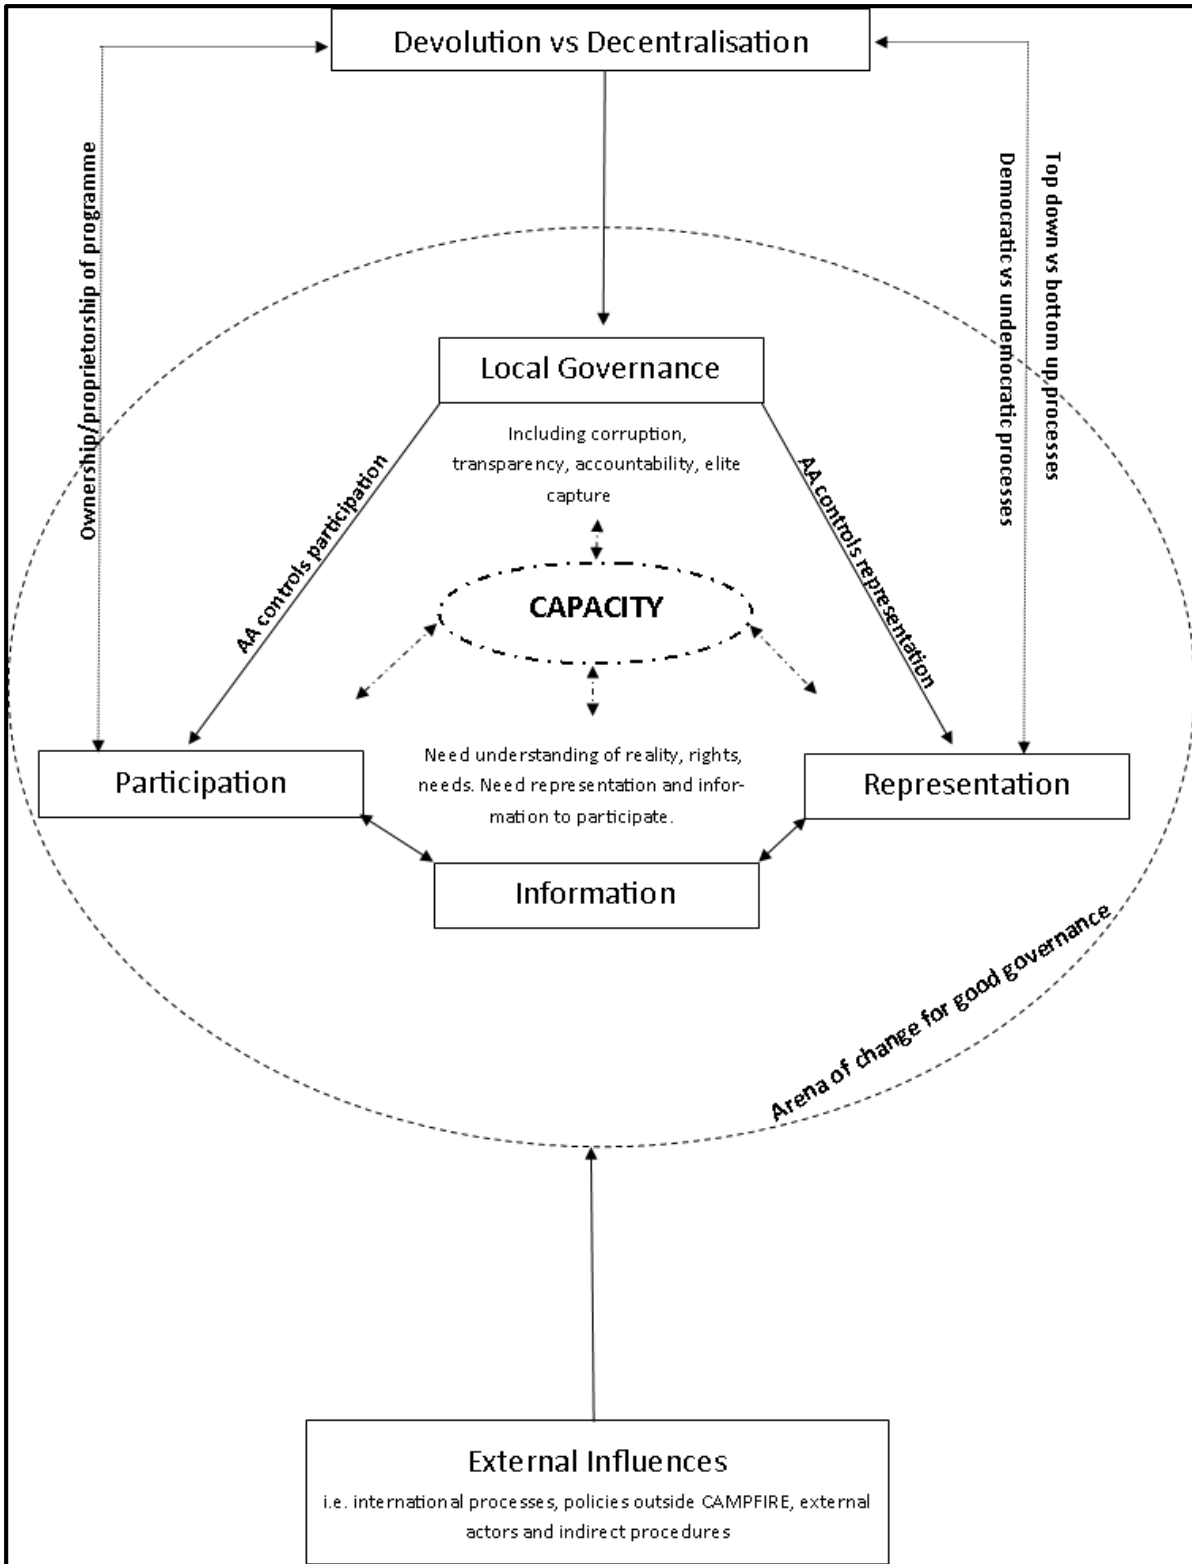 Devolution vs Decentralisation
Ownership/proprietorship of programme
Top down vs bottom up processes
Democratic vs undemocratic processes
Local Governance
Including corruption,
transparency, accountability, elite
capture
AA controls participation
AA controls representation
CAPACITY
Participation
Need understanding of reality, rights,
needs. Need representation and infor-
mation to participate.
Representation
Information
Arena of change for good governance
External Influences
i.e. international processes, policies outside CAMPFIRE, external
actors and indirect procedures